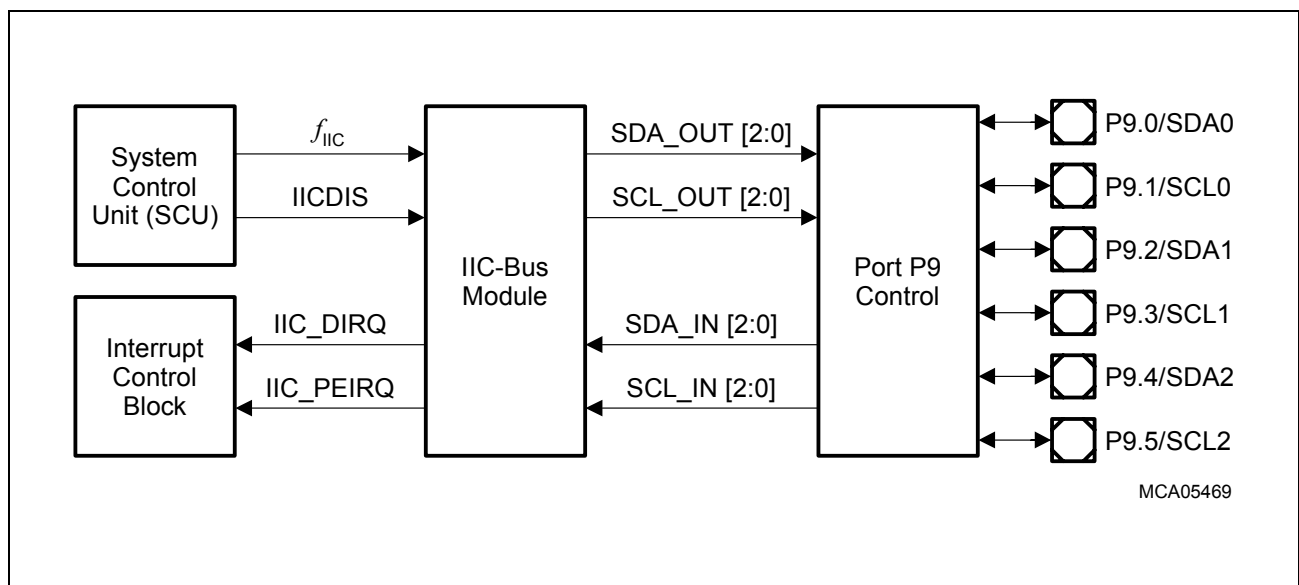 System
Control
Unit (SCU)
fIIC
IICDIS
Interrupt
Control
Block
IIC_DIRQ
IIC_PEIRQ
IIC-Bus
Module
SDA_OUT [2:0]
SCL_OUT [2:0]
SDA_IN [2:0]
SCL_IN [2:0]
Port P9
Control
P9.0/SDA0
P9.1/SCL0
P9.2/SDA1
P9.3/SCL1
P9.4/SDA2
P9.5/SCL2
MCA05469